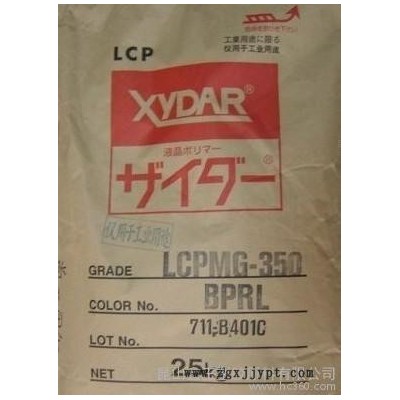 工業用途に限る
仅用于工业用途
LCP
XYDAR®
液晶ポリマー
ザイダー®
仅用于工业用途
GRADE LCPMG-350
COLOR No. BPRL
LOT No. 711-B401C
NET 25kg
www.zgxjjypt.com
www.hc360.com